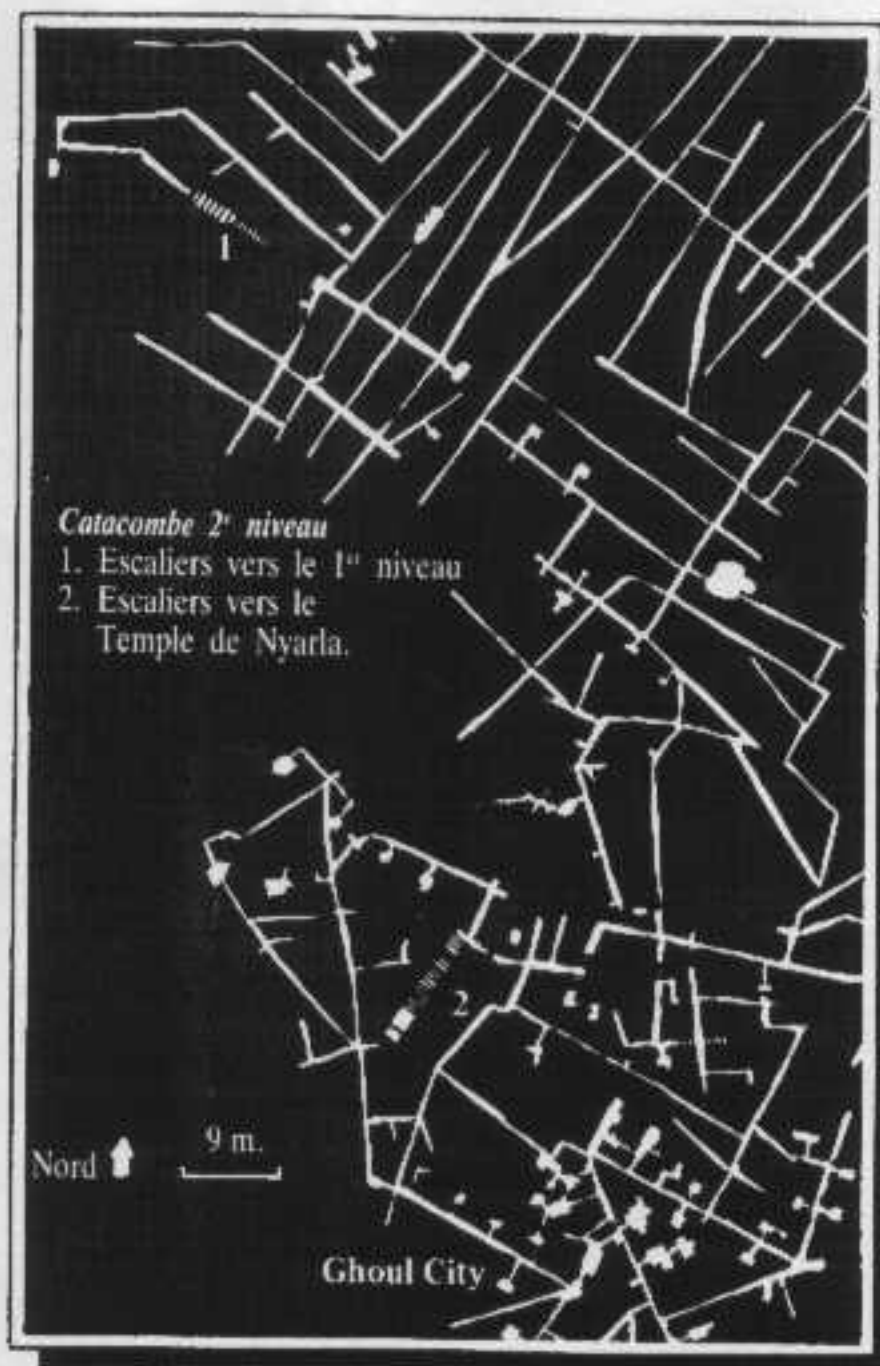 1
Catacombe 2ᵉ niveau
1. Escaliers vers le 1ᵉʳ niveau
2. Escaliers vers le
Temple de Nyarla.
2
Nord
9 m.
Ghoul City